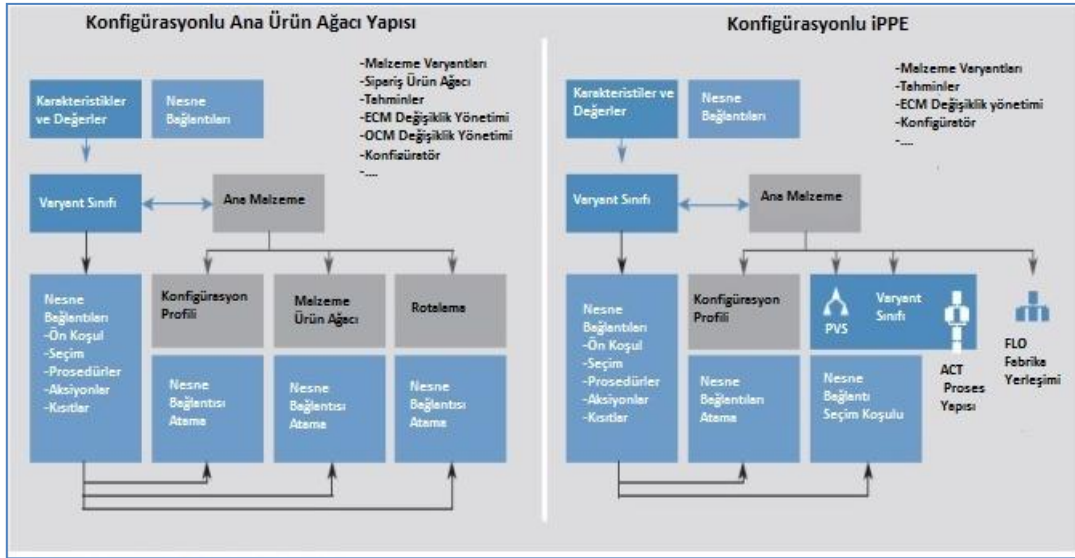 Konfigürasyonlu Ana Ürün Ağacı Yapısı
-Malzeme Varyantları
-Sipariş Ürün Ağacı
-Tahminler
-ECM Değişiklik Yönetimi
-OCM Değişiklik Yönetimi
-Konfigüratör
-....
Karakteristikler
ve Değerler
Nesne
Bağlantıları
Varyant Sınıfı
Ana Malzeme
Nesne
Bağlantıları
-Ön Koşul
-Seçim
-Prosedürler
-Aksiyonlar
-Kısıtlar
Konfigürasyon
Profili
Malzeme
Ürün Ağacı
Rotalama
Nesne
Bağlantısı
Atama
Nesne
Bağlantısı
Atama
Nesne
Bağlantısı
Atama
Konfigürasyonlu iPPE
-Malzeme Varyantları
-Tahminler
-ECM Değişiklik yönetimi
-Konfigüratör
-....
Karakteristiler ve
Değerler
Nesne
Bağlantıları
Varyant Sınıfı
Ana Malzeme
Nesne
Bağlantıları
-Ön Koşul
-Seçim
-Prosedürler
-Aksiyonlar
-Kısıtlar
Konfigürasyon
Profili
PVS
Varyant
Sınıfı
ACT
Proses
Yapısı
FLO
Fabrika
Yerleşimi
Nesne
Bağlantıları
Atama
Nesne
Bağlantı
Seçim Koşulu